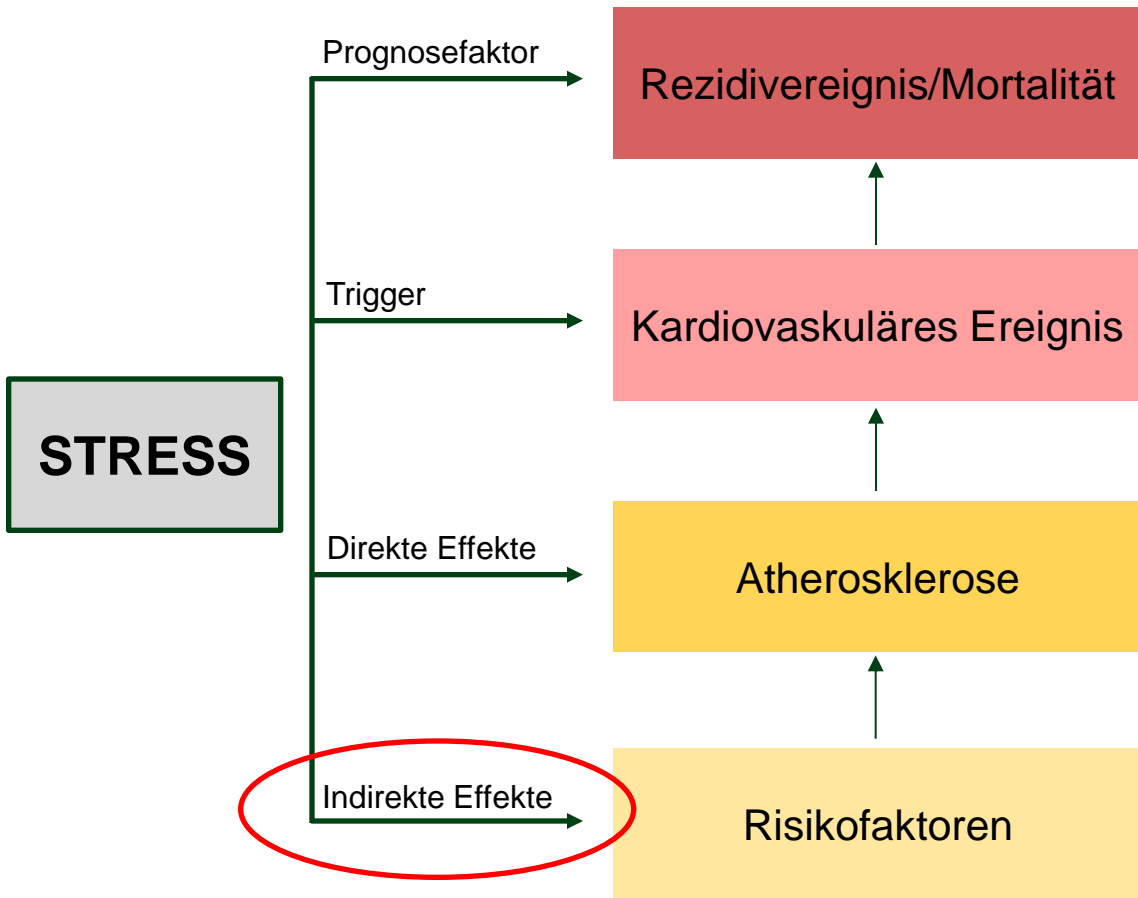 Prognosefaktor
Rezidivereignis/Mortalität
Trigger
Kardiovaskuläres Ereignis
STRESS
Direkte Effekte
Atherosklerose
Indirekte Effekte
Risikofaktoren